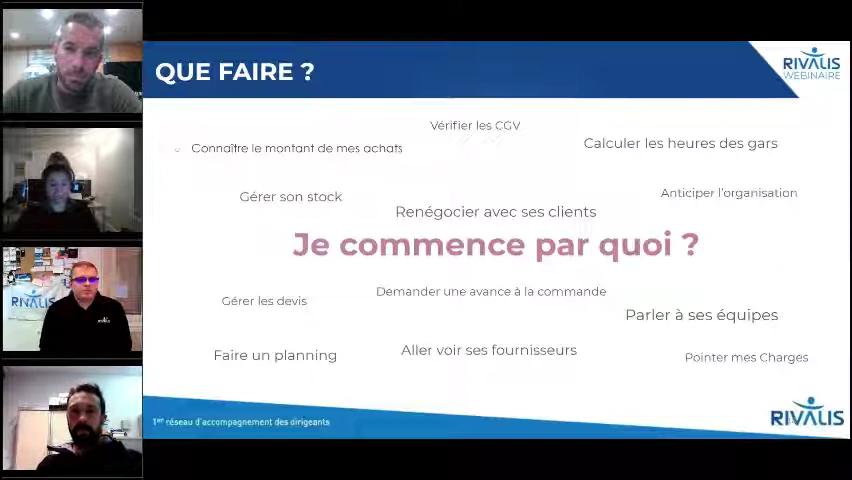 QUE FAIRE ?
RIVALIS
WEBINAIRE
Vérifier les CGV
Connaître le montant de mes achats
Calculer les heures des gars
Gérer son stock
Anticiper l'organisation
Renégocier avec ses clients
Je commence par quoi ?
Gérer les devis
Demander une avance à la commande
Parler à ses équipes
Faire un planning
Aller voir ses fournisseurs
Pointer mes Charges
1er réseau d'accompagnement des dirigeants
RIVALIS
RIVALIS